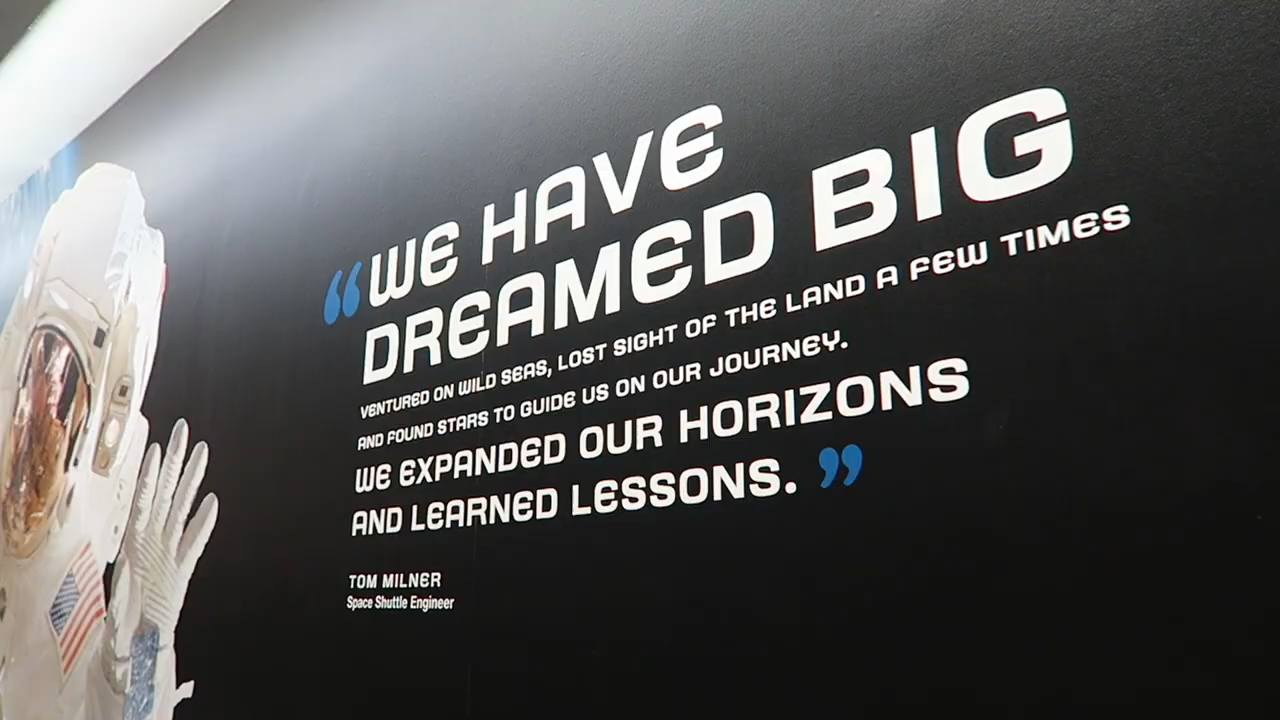 “WE HAVE
DREAMED BIG
VENTURED ON WILD SEAS, LOST SIGHT OF THE LAND A FEW TIMES
AND FOUND STARS TO GUIDE US ON OUR JOURNEY.
WE EXPANDED OUR HORIZONS
AND LEARNED LESSONS.”
TOM MILNER
Space Shuttle Engineer